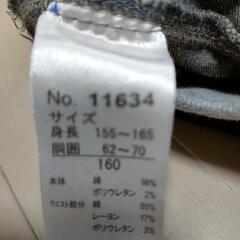 No. 11634
サイズ
身長 155～165
胴囲 62～70
160
本体 綿 98%
ポリウレタン 2%
ウエスト部分 綿 80%
レーヨン 17%
ポリウレタン 3%